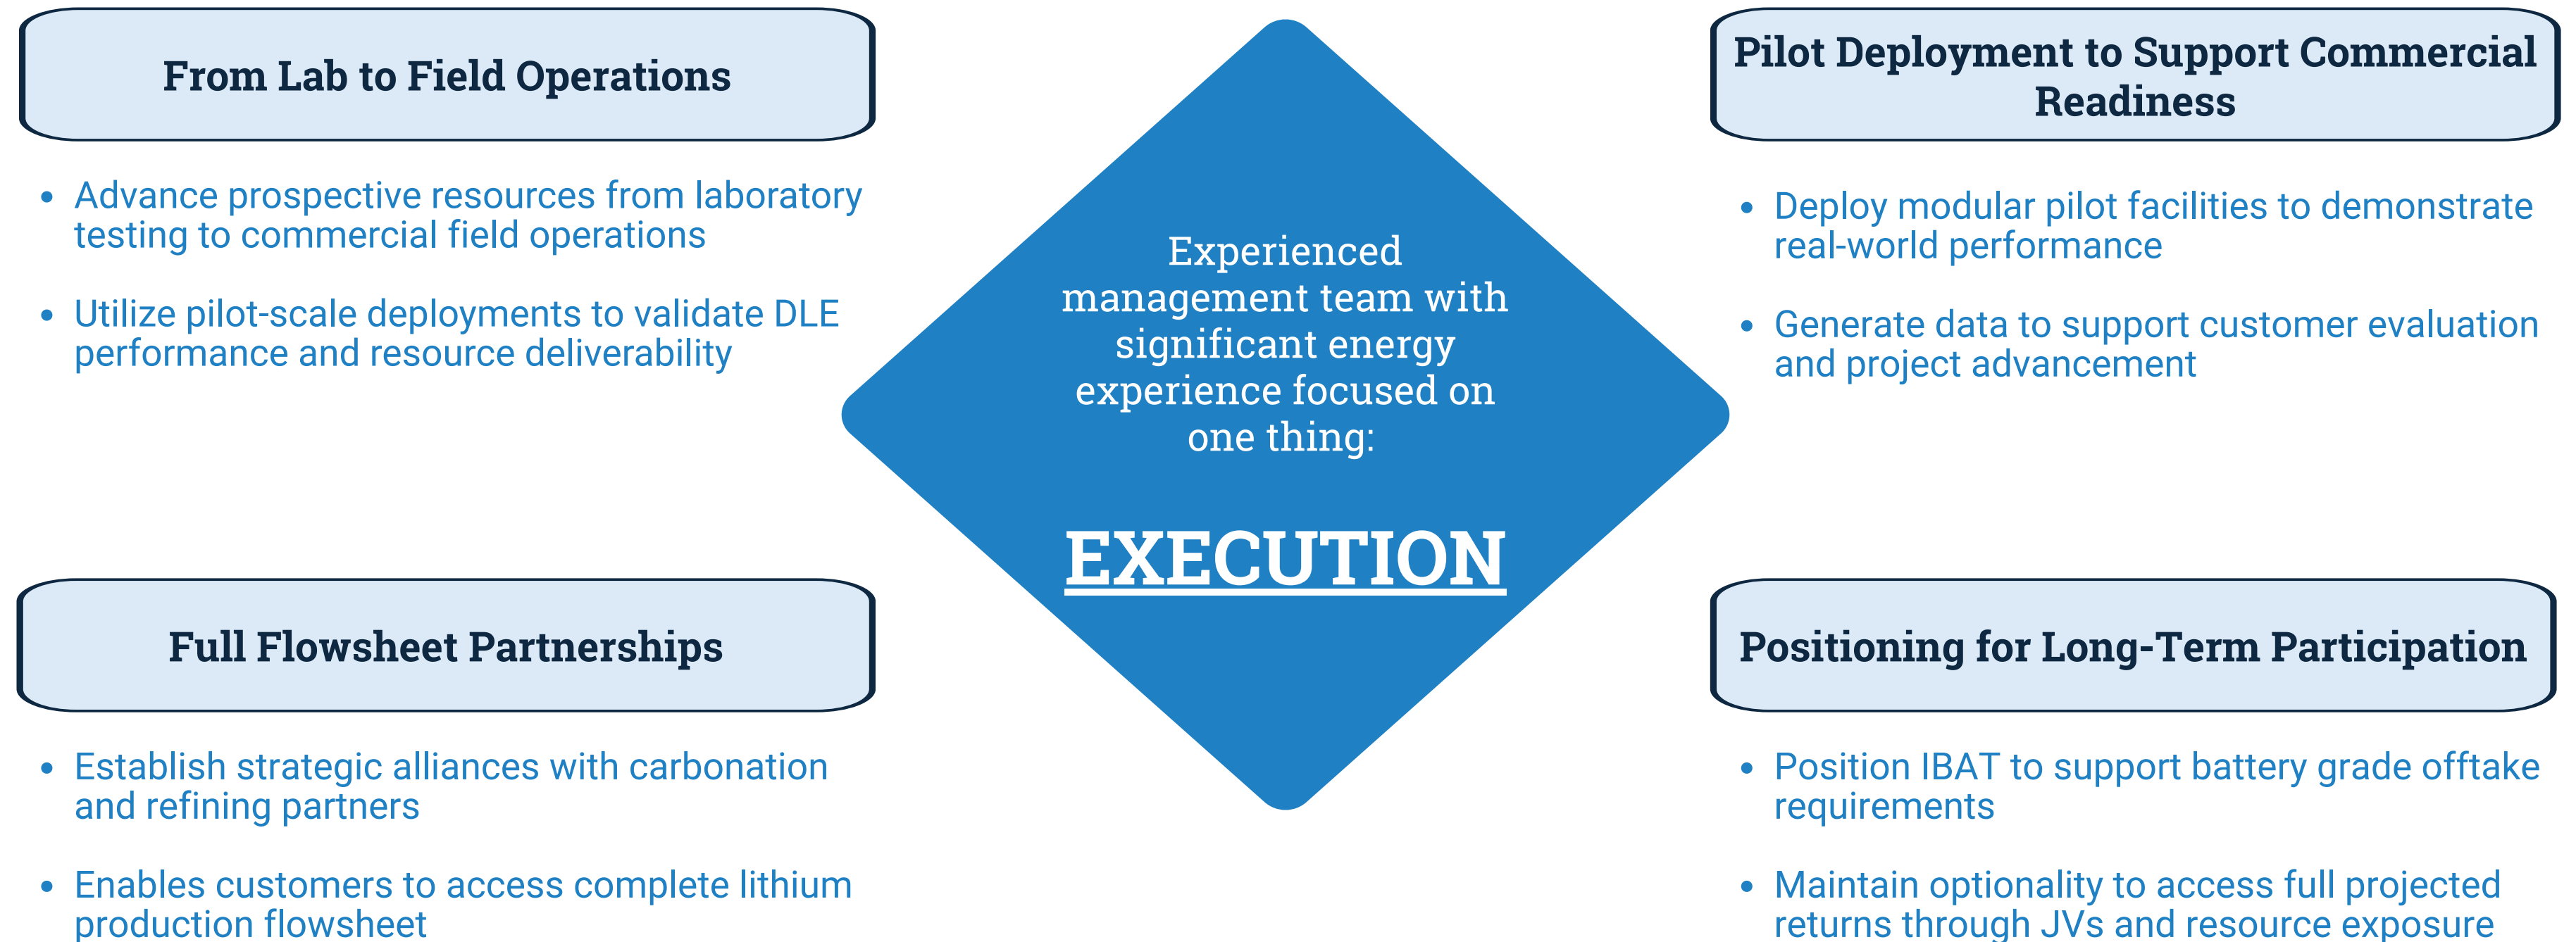 From Lab to Field Operations
• Advance prospective resources from laboratory
testing to commercial field operations
• Utilize pilot-scale deployments to validate DLE
performance and resource deliverability
Experienced
management team with
significant energy
experience focused on
one thing:
EXECUTION
Pilot Deployment to Support Commercial
Readiness
• Deploy modular pilot facilities to demonstrate
real-world performance
• Generate data to support customer evaluation
and project advancement
Full Flowsheet Partnerships
• Establish strategic alliances with carbonation
and refining partners
• Enables customers to access complete lithium
production flowsheet
Positioning for Long-Term Participation
• Position IBAT to support battery grade offtake
requirements
• Maintain optionality to access full projected
returns through JVs and resource exposure